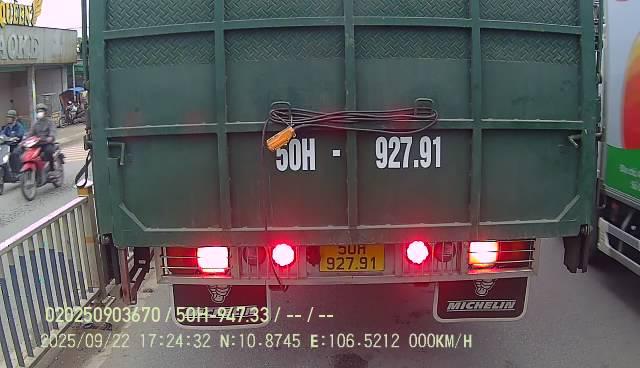 QUÊN
50H - 927.91
50H
927.91
MICHELIN
020250903670 / 50H-947.33 / -- / --
2025/09/22 17:24:32 N:10.8745 E:106.5212 000KM/H